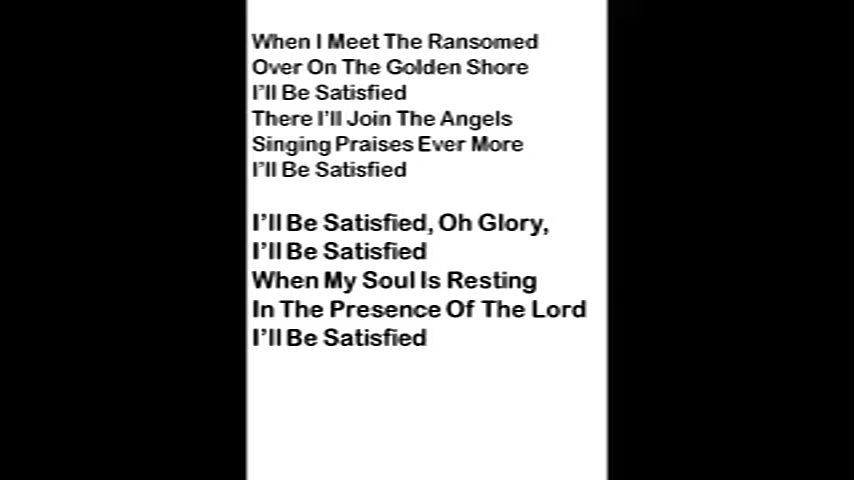 When I Meet The Ransomed
Over On The Golden Shore
I'll Be Satisfied
There I'll Join The Angels
Singing Praises Ever More
I'll Be Satisfied
I'll Be Satisfied, Oh Glory,
I'll Be Satisfied
When My Soul Is Resting
In The Presence Of The Lord
I'll Be Satisfied